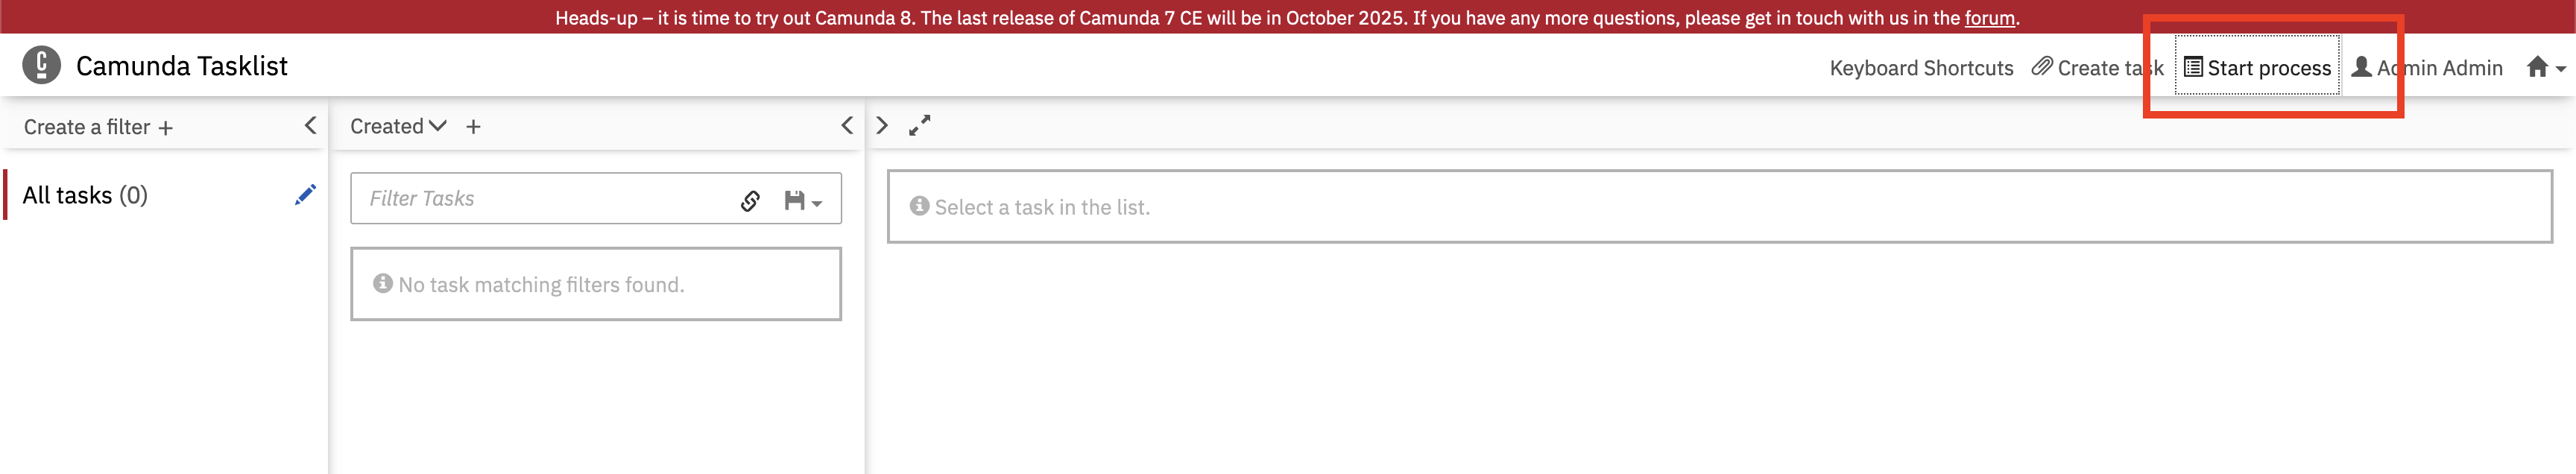 Heads-up – it is time to try out Camunda 8. The last release of Camunda 7 CE will be in October 2025. If you have any more questions, please get in touch with us in the forum.
Camunda Tasklist
Keyboard Shortcuts
Create task
Start process
Admin Admin
Create a filter +
Created +
All tasks (0)
Filter Tasks
No task matching filters found.
Select a task in the list.